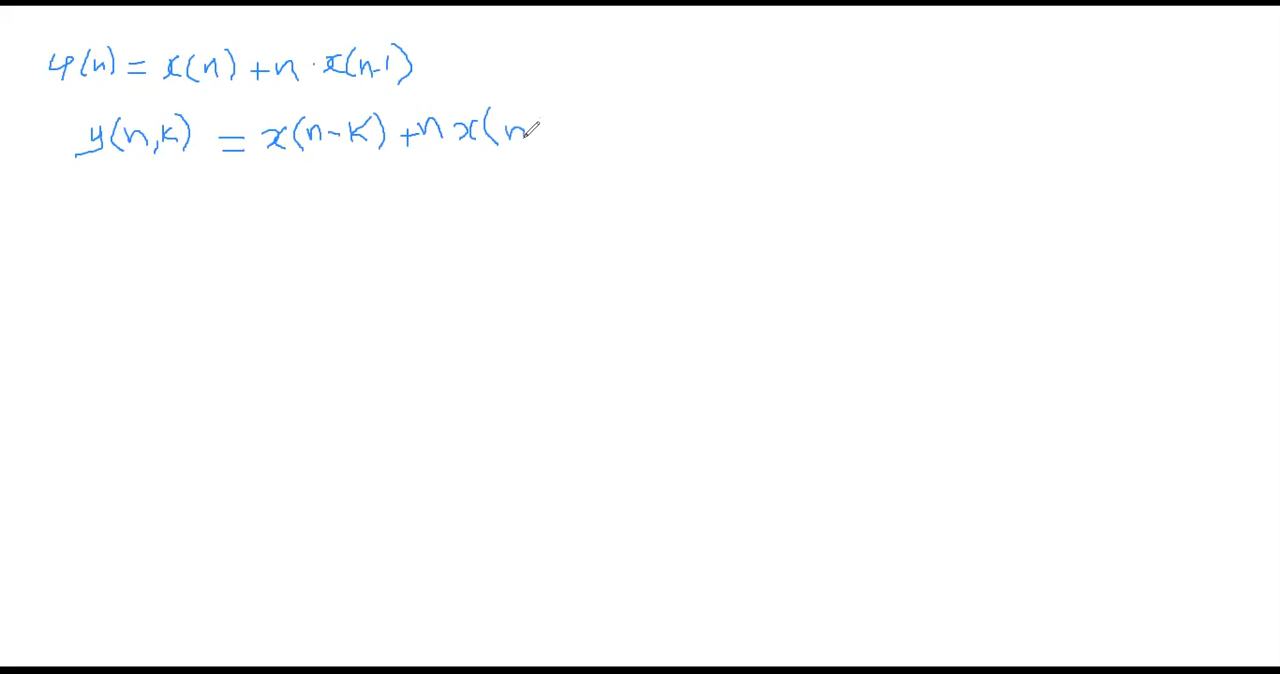 y(n) = x(n) + n · x(n-1)
y(n,k) = x(n-k) + n x(n